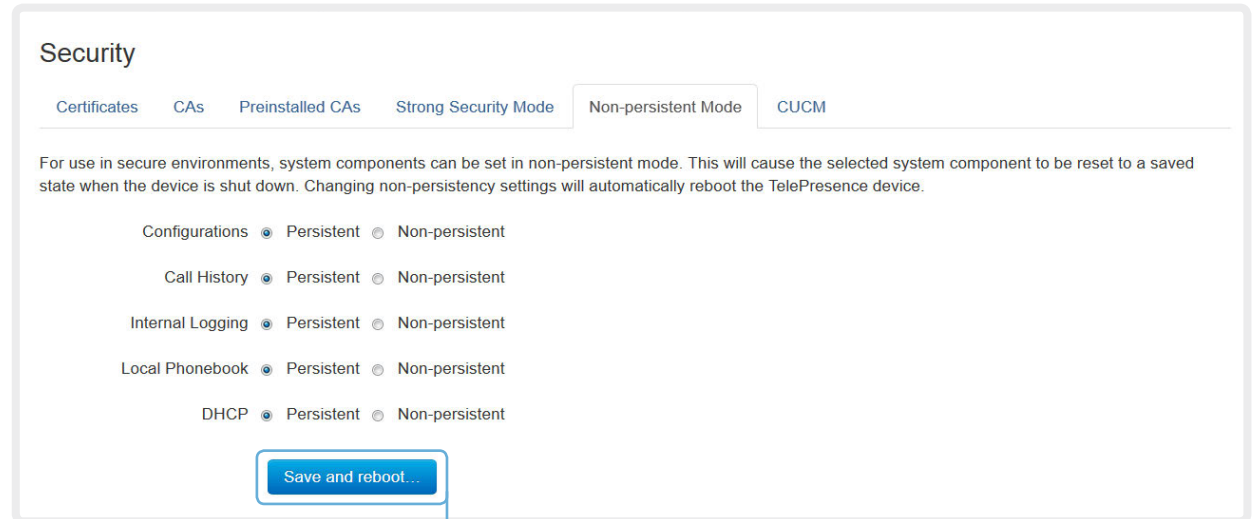 Security
Certificates CAs Preinstalled CAs Strong Security Mode Non-persistent Mode CUCM
For use in secure environments, system components can be set in non-persistent mode. This will cause the selected system component to be reset to a saved
state when the device is shut down. Changing non-persistency settings will automatically reboot the TelePresence device.
Configurations Persistent Non-persistent
Call History Persistent Non-persistent
Internal Logging Persistent Non-persistent
Local Phonebook Persistent Non-persistent
DHCP Persistent Non-persistent
Save and reboot...